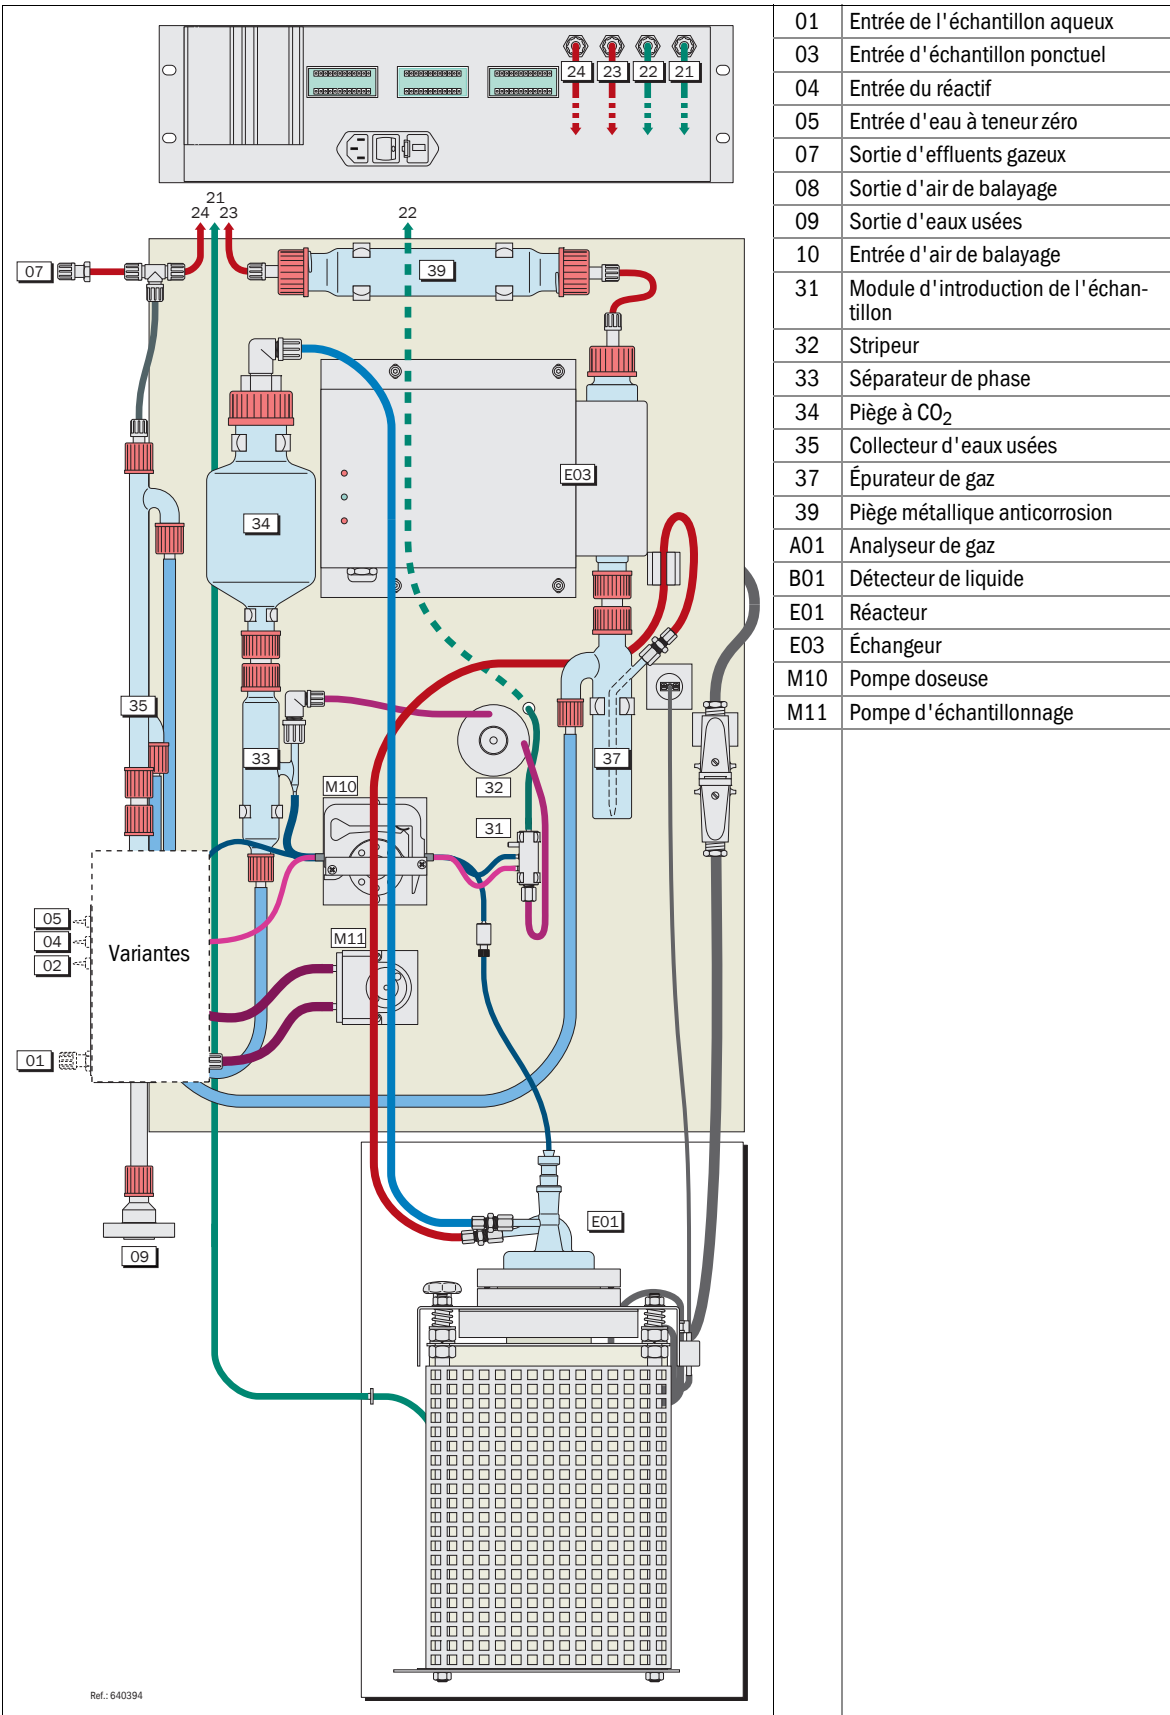 24 23 22 21
21
24 23
22
07
39
E03
34
35
33
37
32
M10
31
05
04
02
Variantes
M11
01
E01
09
Ref.: 640394
01 Entrée de l'échantillon aqueux
03 Entrée d'échantillon ponctuel
04 Entrée du réactif
05 Entrée d'eau à teneur zéro
07 Sortie d'effluents gazeux
08 Sortie d'air de balayage
09 Sortie d'eaux usées
10 Entrée d'air de balayage
31 Module d'introduction de l'échan-
tillon
32 Stripeur
33 Séparateur de phase
34 Piège à CO2
35 Collecteur d'eaux usées
37 Épurateur de gaz
39 Piège métallique anticorrosion
A01 Analyseur de gaz
B01 Détecteur de liquide
E01 Réacteur
E03 Échangeur
M10 Pompe doseuse
M11 Pompe d'échantillonnage